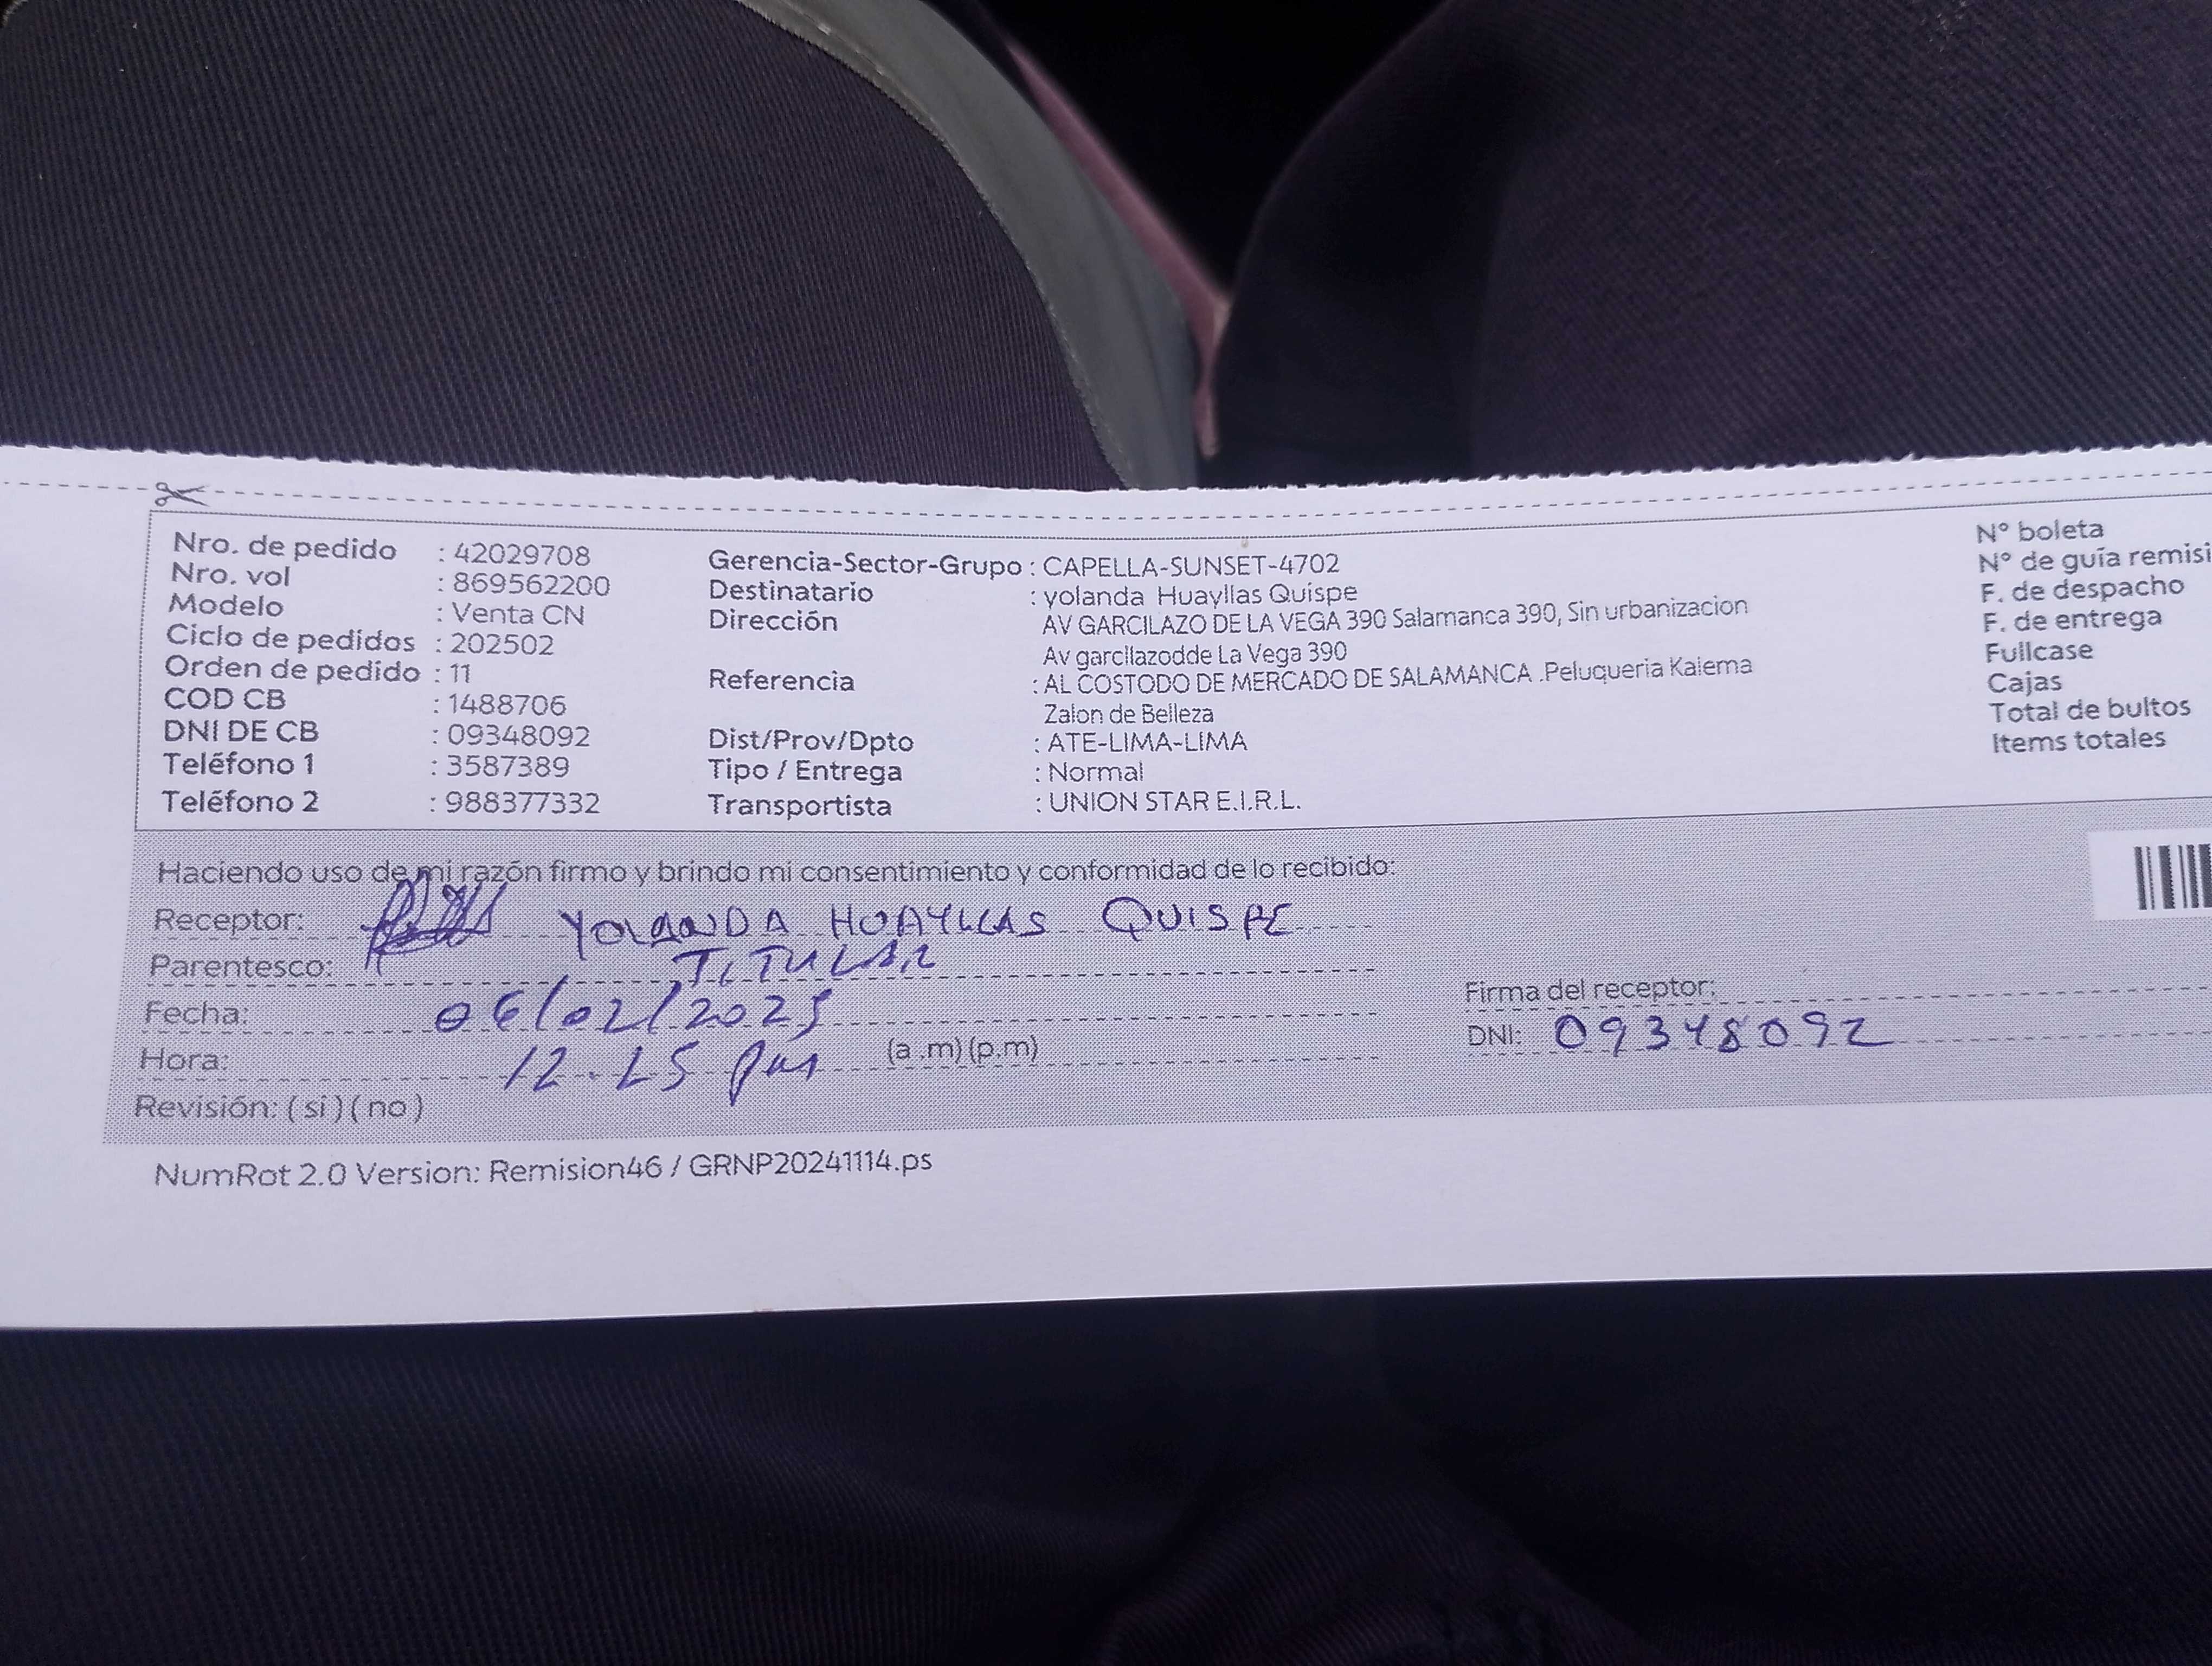 Nro. de pedido : 42029708
Nro. vol : 869562200
Modelo : Venta CN
Ciclo de pedidos : 202502
Orden de pedido : 11
COD CB : 1488706
DNI DE CB : 09348092
Teléfono 1 : 3587389
Teléfono 2 : 988377332
Gerencia-Sector-Grupo : CAPELLA-SUNSET-4702
Destinatario : yolanda Huayllas Quispe
Dirección AV GARCILAZO DE LA VEGA 390 Salamanca 390, Sin urbanizacion
Av garcilazodde La Vega 390
Referencia : AL COSTODO DE MERCADO DE SALAMANCA .Peluqueria Kalema
Zalon de Belleza
Dist/Prov/Dpto : ATE-LIMA-LIMA
Tipo / Entrega : Normal
Transportista : UNION STAR E.I.R.L.
N° boleta
N° de guía remisi
F. de despacho
F. de entrega
Fullcase
Cajas
Total de bultos
Items totales
Haciendo uso de mi razón firmo y brindo mi consentimiento y conformidad de lo recibido:
Receptor: YOLANDA HUAYLLAS QUISPE
Parentesco: TITULAR
Fecha: 06/02/2025
Hora: 12.15 pm (a .m) (p.m)
Revisión: ( si ) ( no )
Firma del receptor:
DNI: 09348092
NumRot 2.0 Version: Remision46 / GRNP20241114.ps